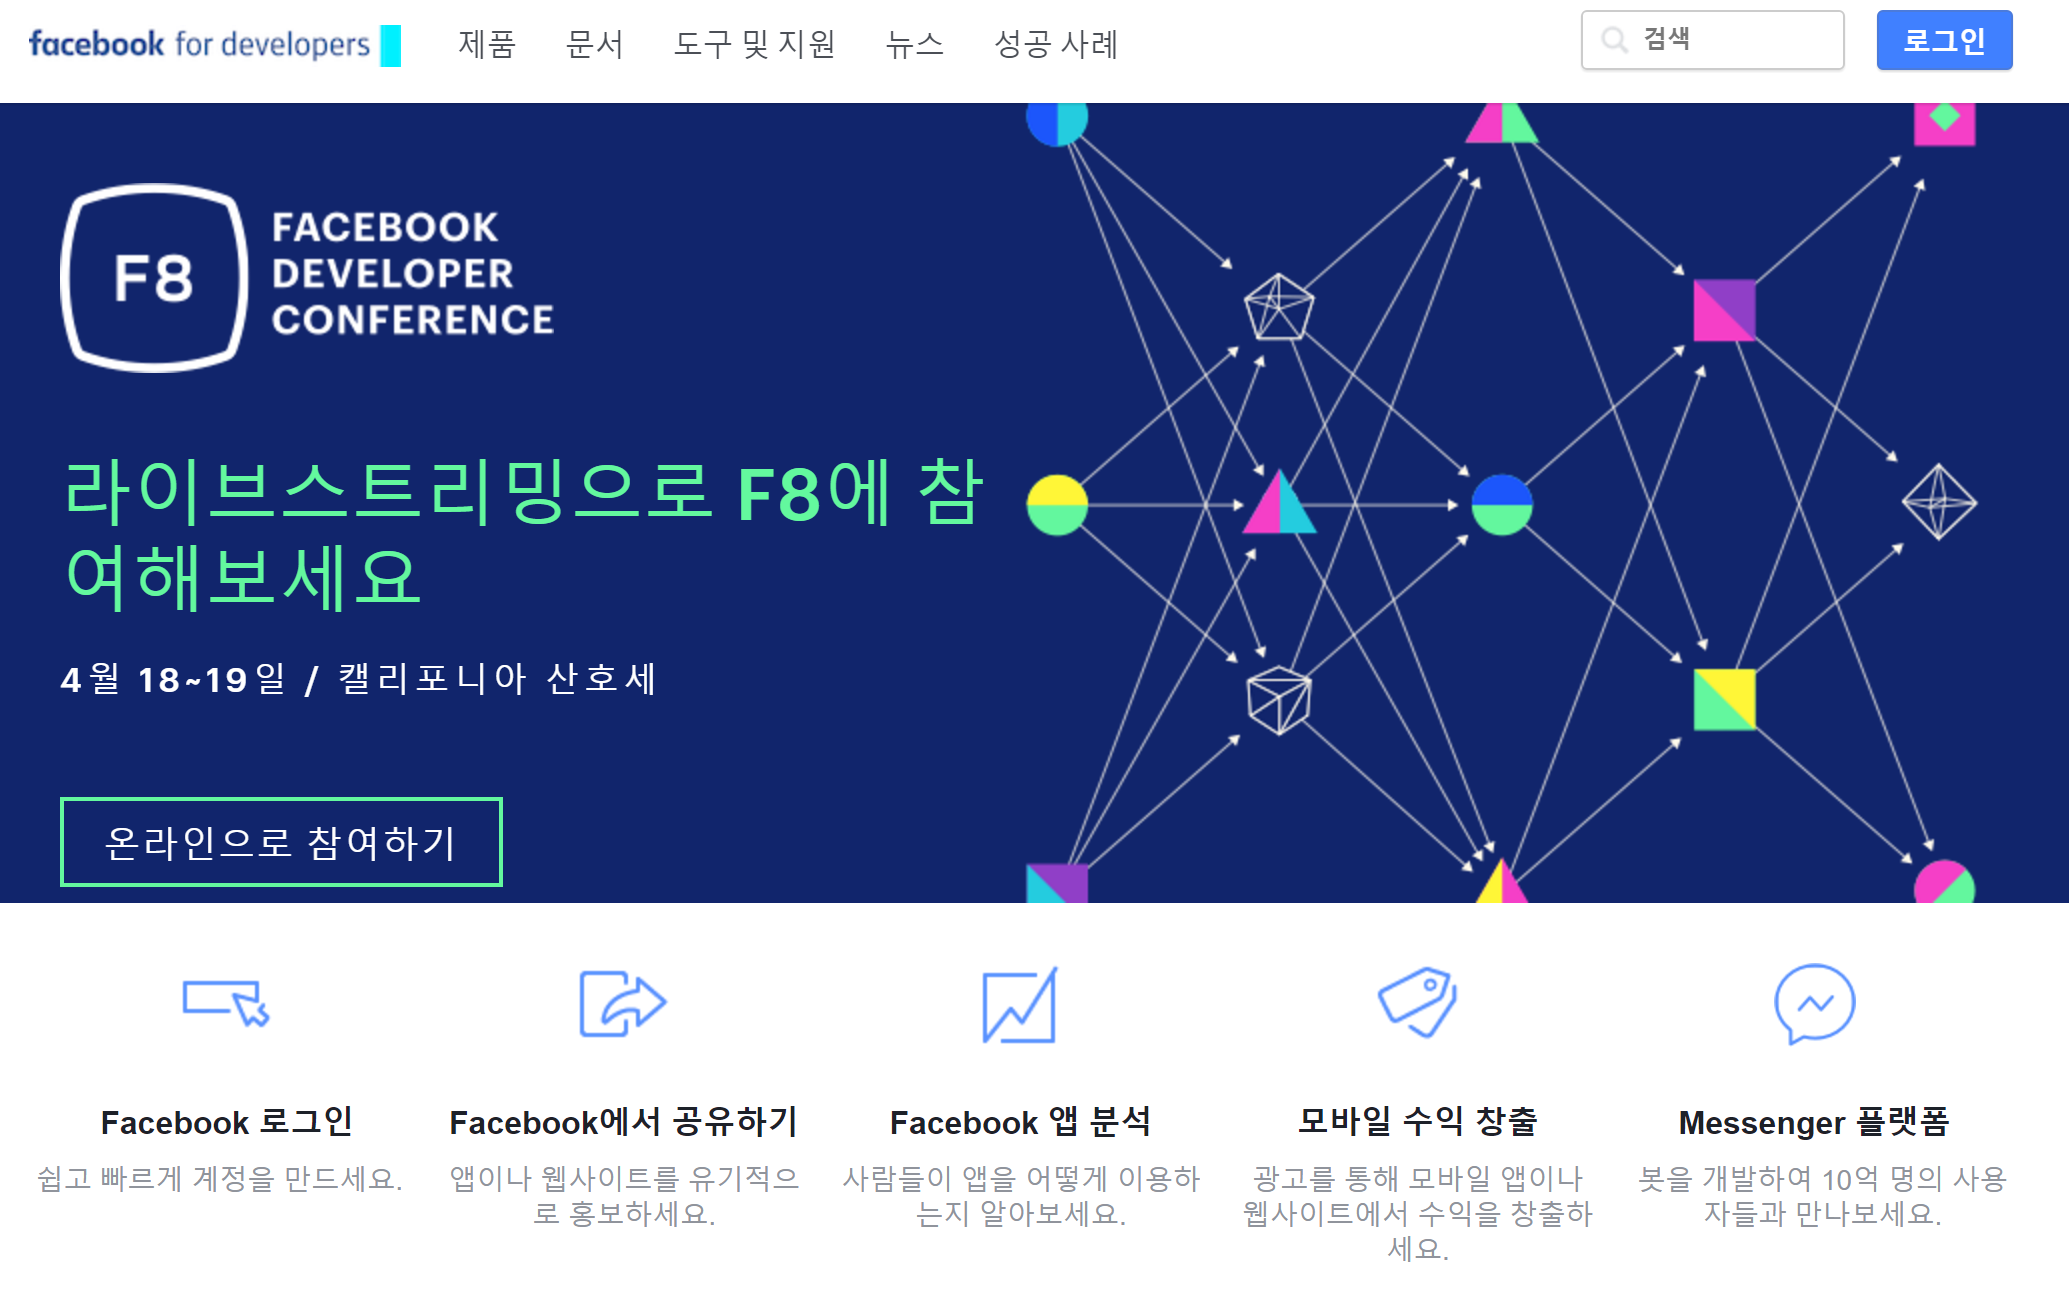 facebook for developers
제품 문서 도구 및 지원 뉴스 성공 사례
검색
로그인
F8
FACEBOOK
DEVELOPER
CONFERENCE
라이브스트리밍으로 F8에 참
여해보세요
4월 18~19일 / 캘리포니아 산호세
온라인으로 참여하기
Facebook 로그인
쉽고 빠르게 계정을 만드세요.
Facebook에서 공유하기
앱이나 웹사이트를 유기적으
로 홍보하세요.
Facebook 앱 분석
사람들이 앱을 어떻게 이용하
는지 알아보세요.
모바일 수익 창출
광고를 통해 모바일 앱이나
웹사이트에서 수익을 창출하
세요.
Messenger 플랫폼
봇을 개발하여 10억 명의 사용
자들과 만나보세요.